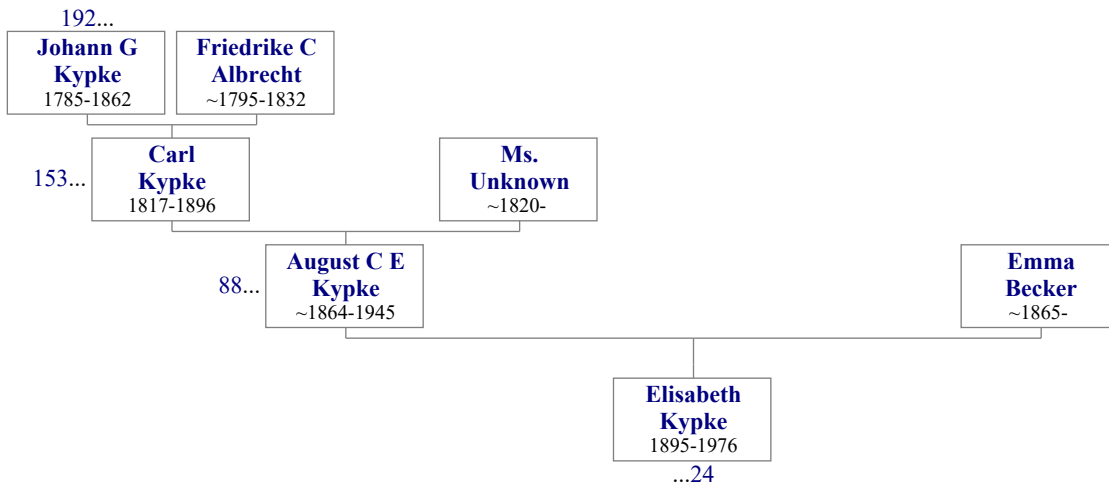 192...
Johann G
Kypke
1785-1862
Friedrike C
Albrecht
~1795-1832
153...
Carl
Kypke
1817-1896
Ms.
Unknown
~1820-
88...
August C E
Kypke
~1864-1945
Emma
Becker
~1865-
Elisabeth
Kypke
1895-1976
...24